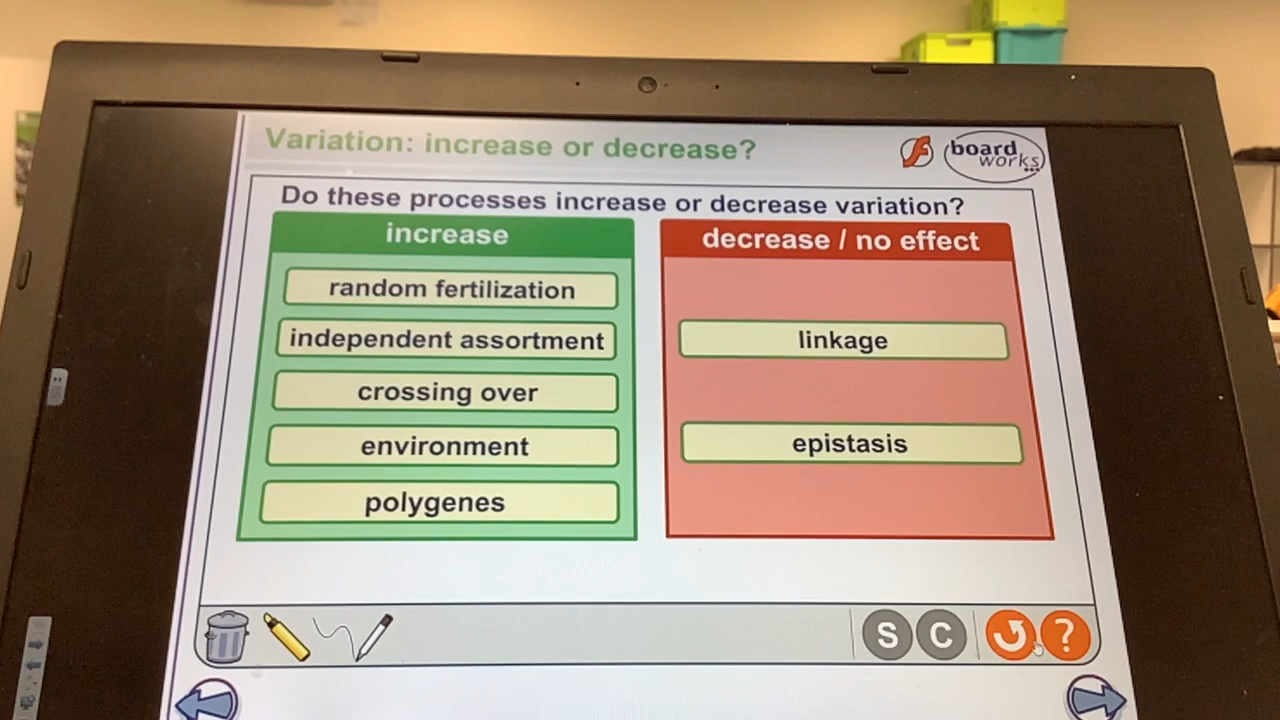 Variation: increase or decrease?
board
works
Do these processes increase or decrease variation?
increase
decrease / no effect
random fertilization
independent assortment
linkage
crossing over
environment
epistasis
polygenes
S C ?